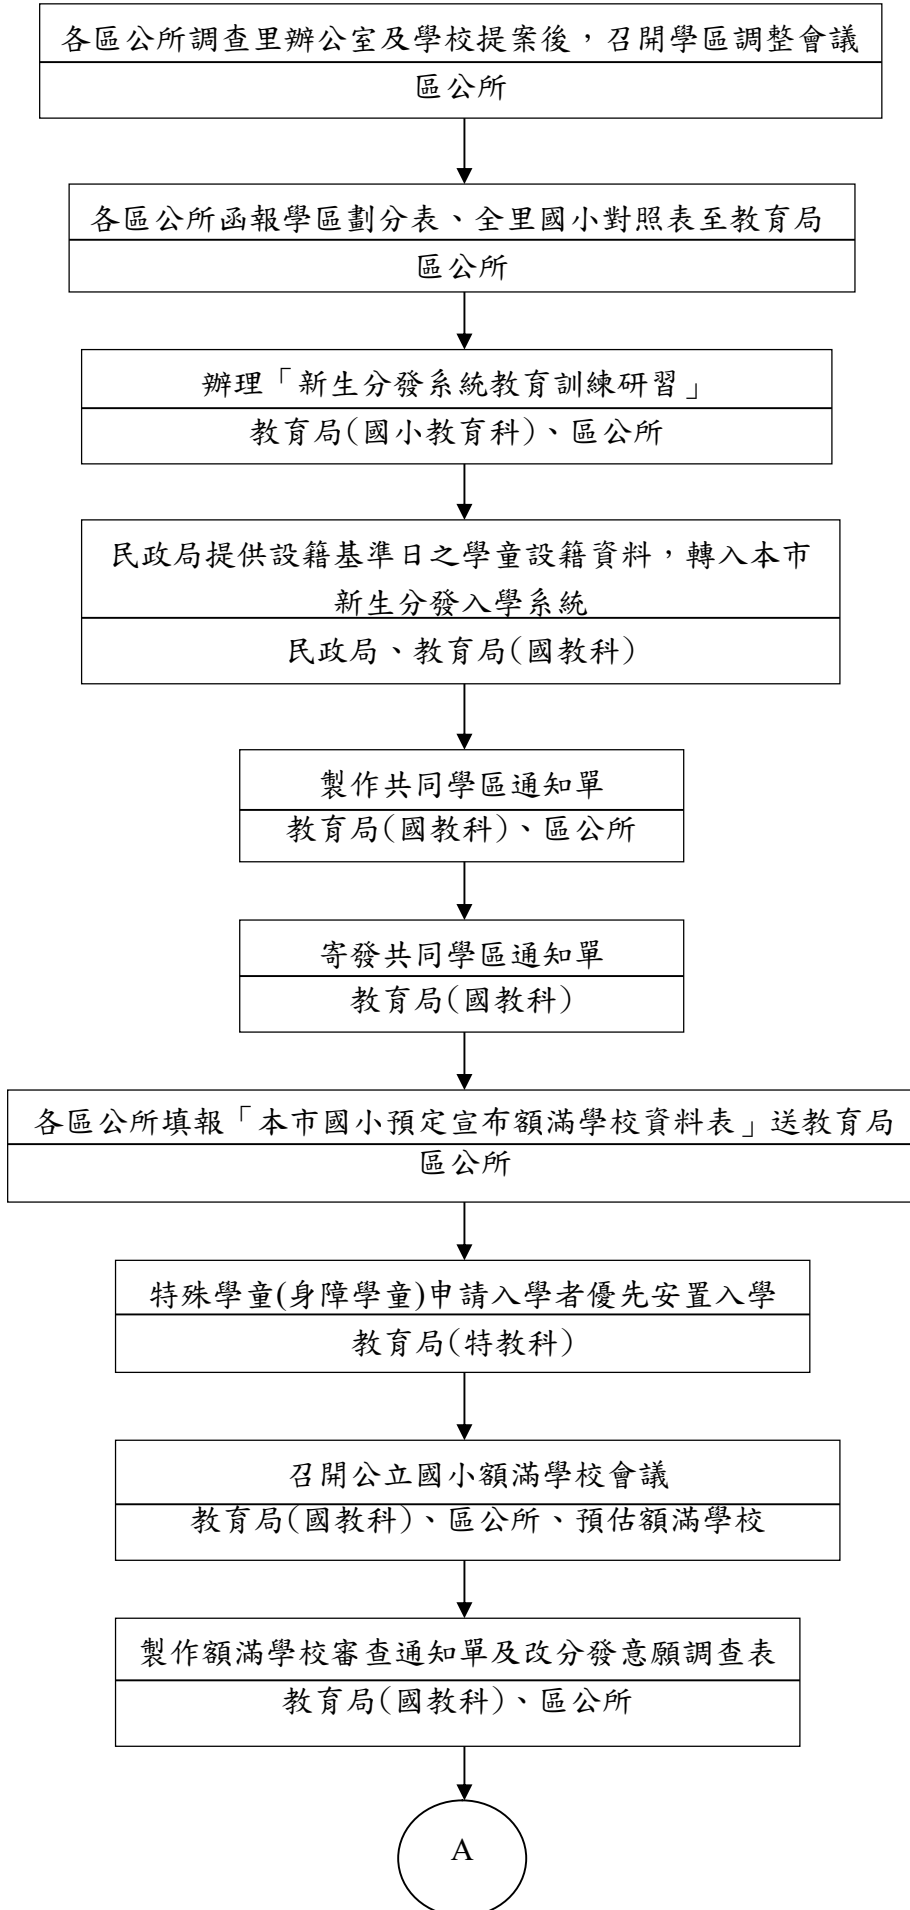 各區公所調查里辦公室及學校提案後，召開學區調整會議
區公所
各區公所函報學區劃分表、全里國小對照表至教育局
區公所
辦理「新生分發系統教育訓練研習」
教育局(國小教育科)、區公所
民政局提供設籍基準日之學童設籍資料，轉入本市
新生分發入學系統
民政局、教育局(國教科)
製作共同學區通知單
教育局(國教科)、區公所
寄發共同學區通知單
教育局(國教科)
各區公所填報「本市國小預定宣布額滿學校資料表」送教育局
區公所
特殊學童(身障學童)申請入學者優先安置入學
教育局(特教科)
召開公立國小額滿學校會議
教育局(國教科)、區公所、預估額滿學校
製作額滿學校審查通知單及改分發意願調查表
教育局(國教科)、區公所
A